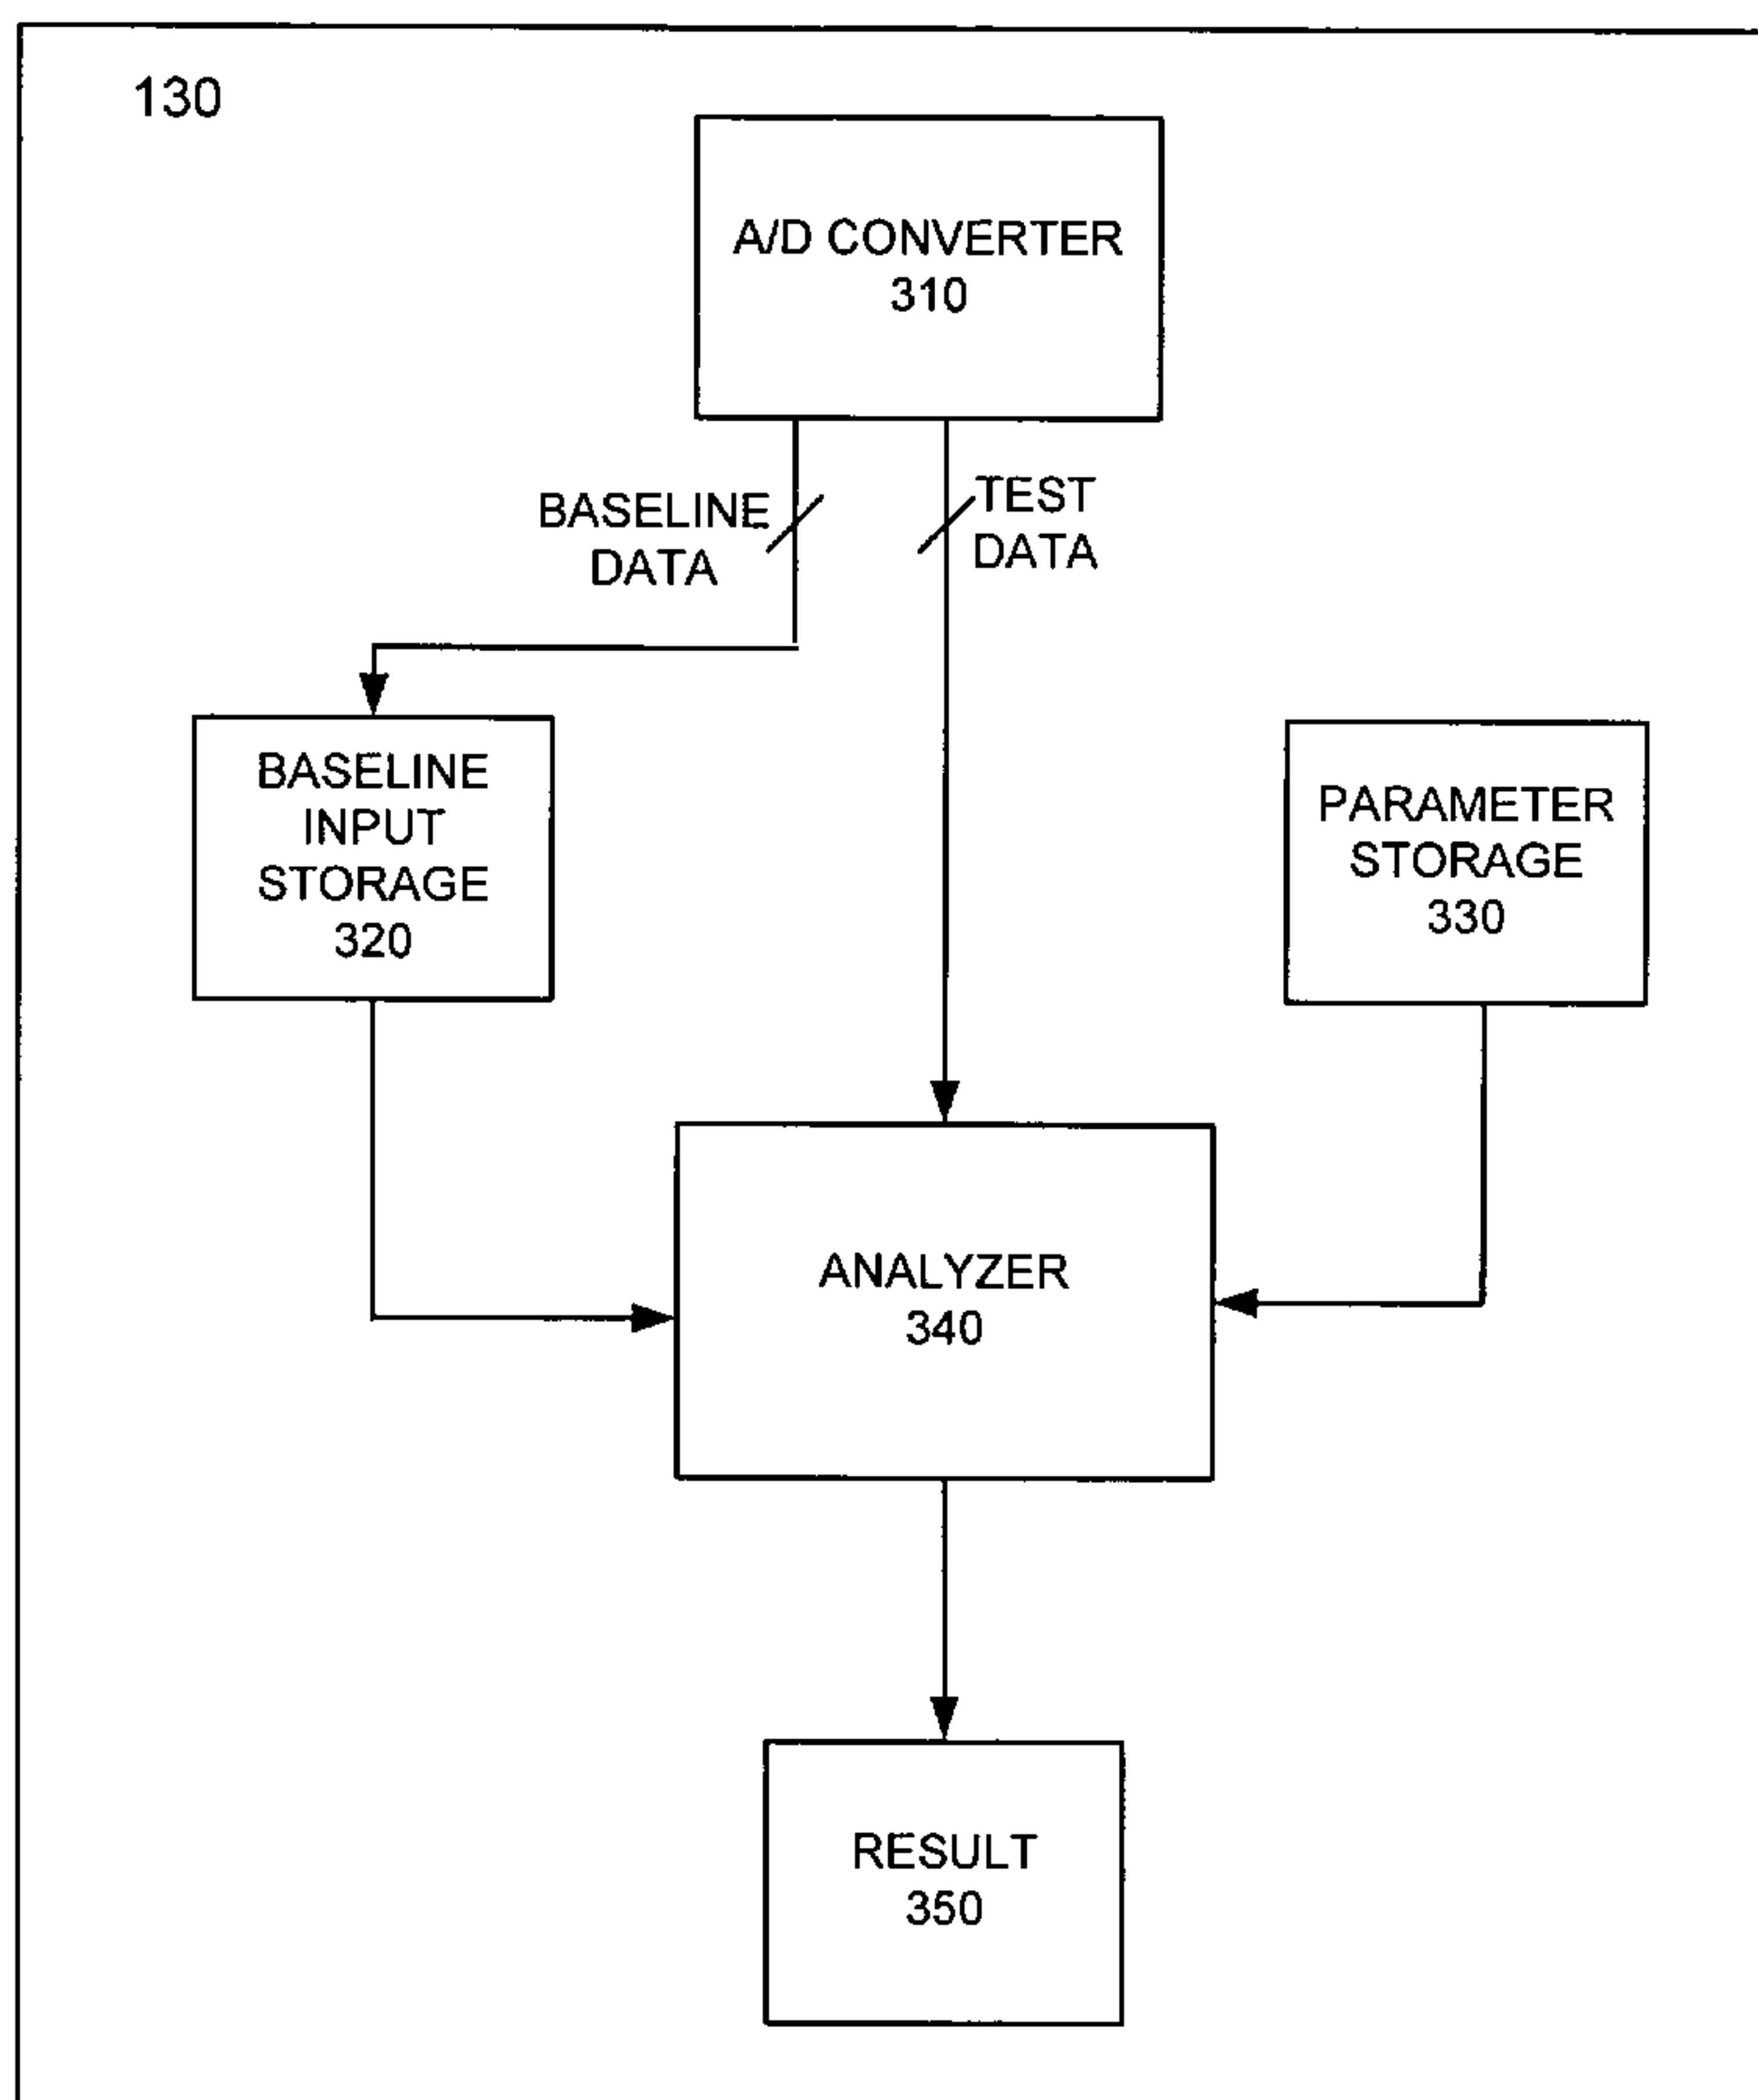 130
A/D CONVERTER
310
BASELINE
DATA
TEST
DATA
BASELINE
INPUT
STORAGE
320
PARAMETER
STORAGE
330
ANALYZER
340
RESULT
350